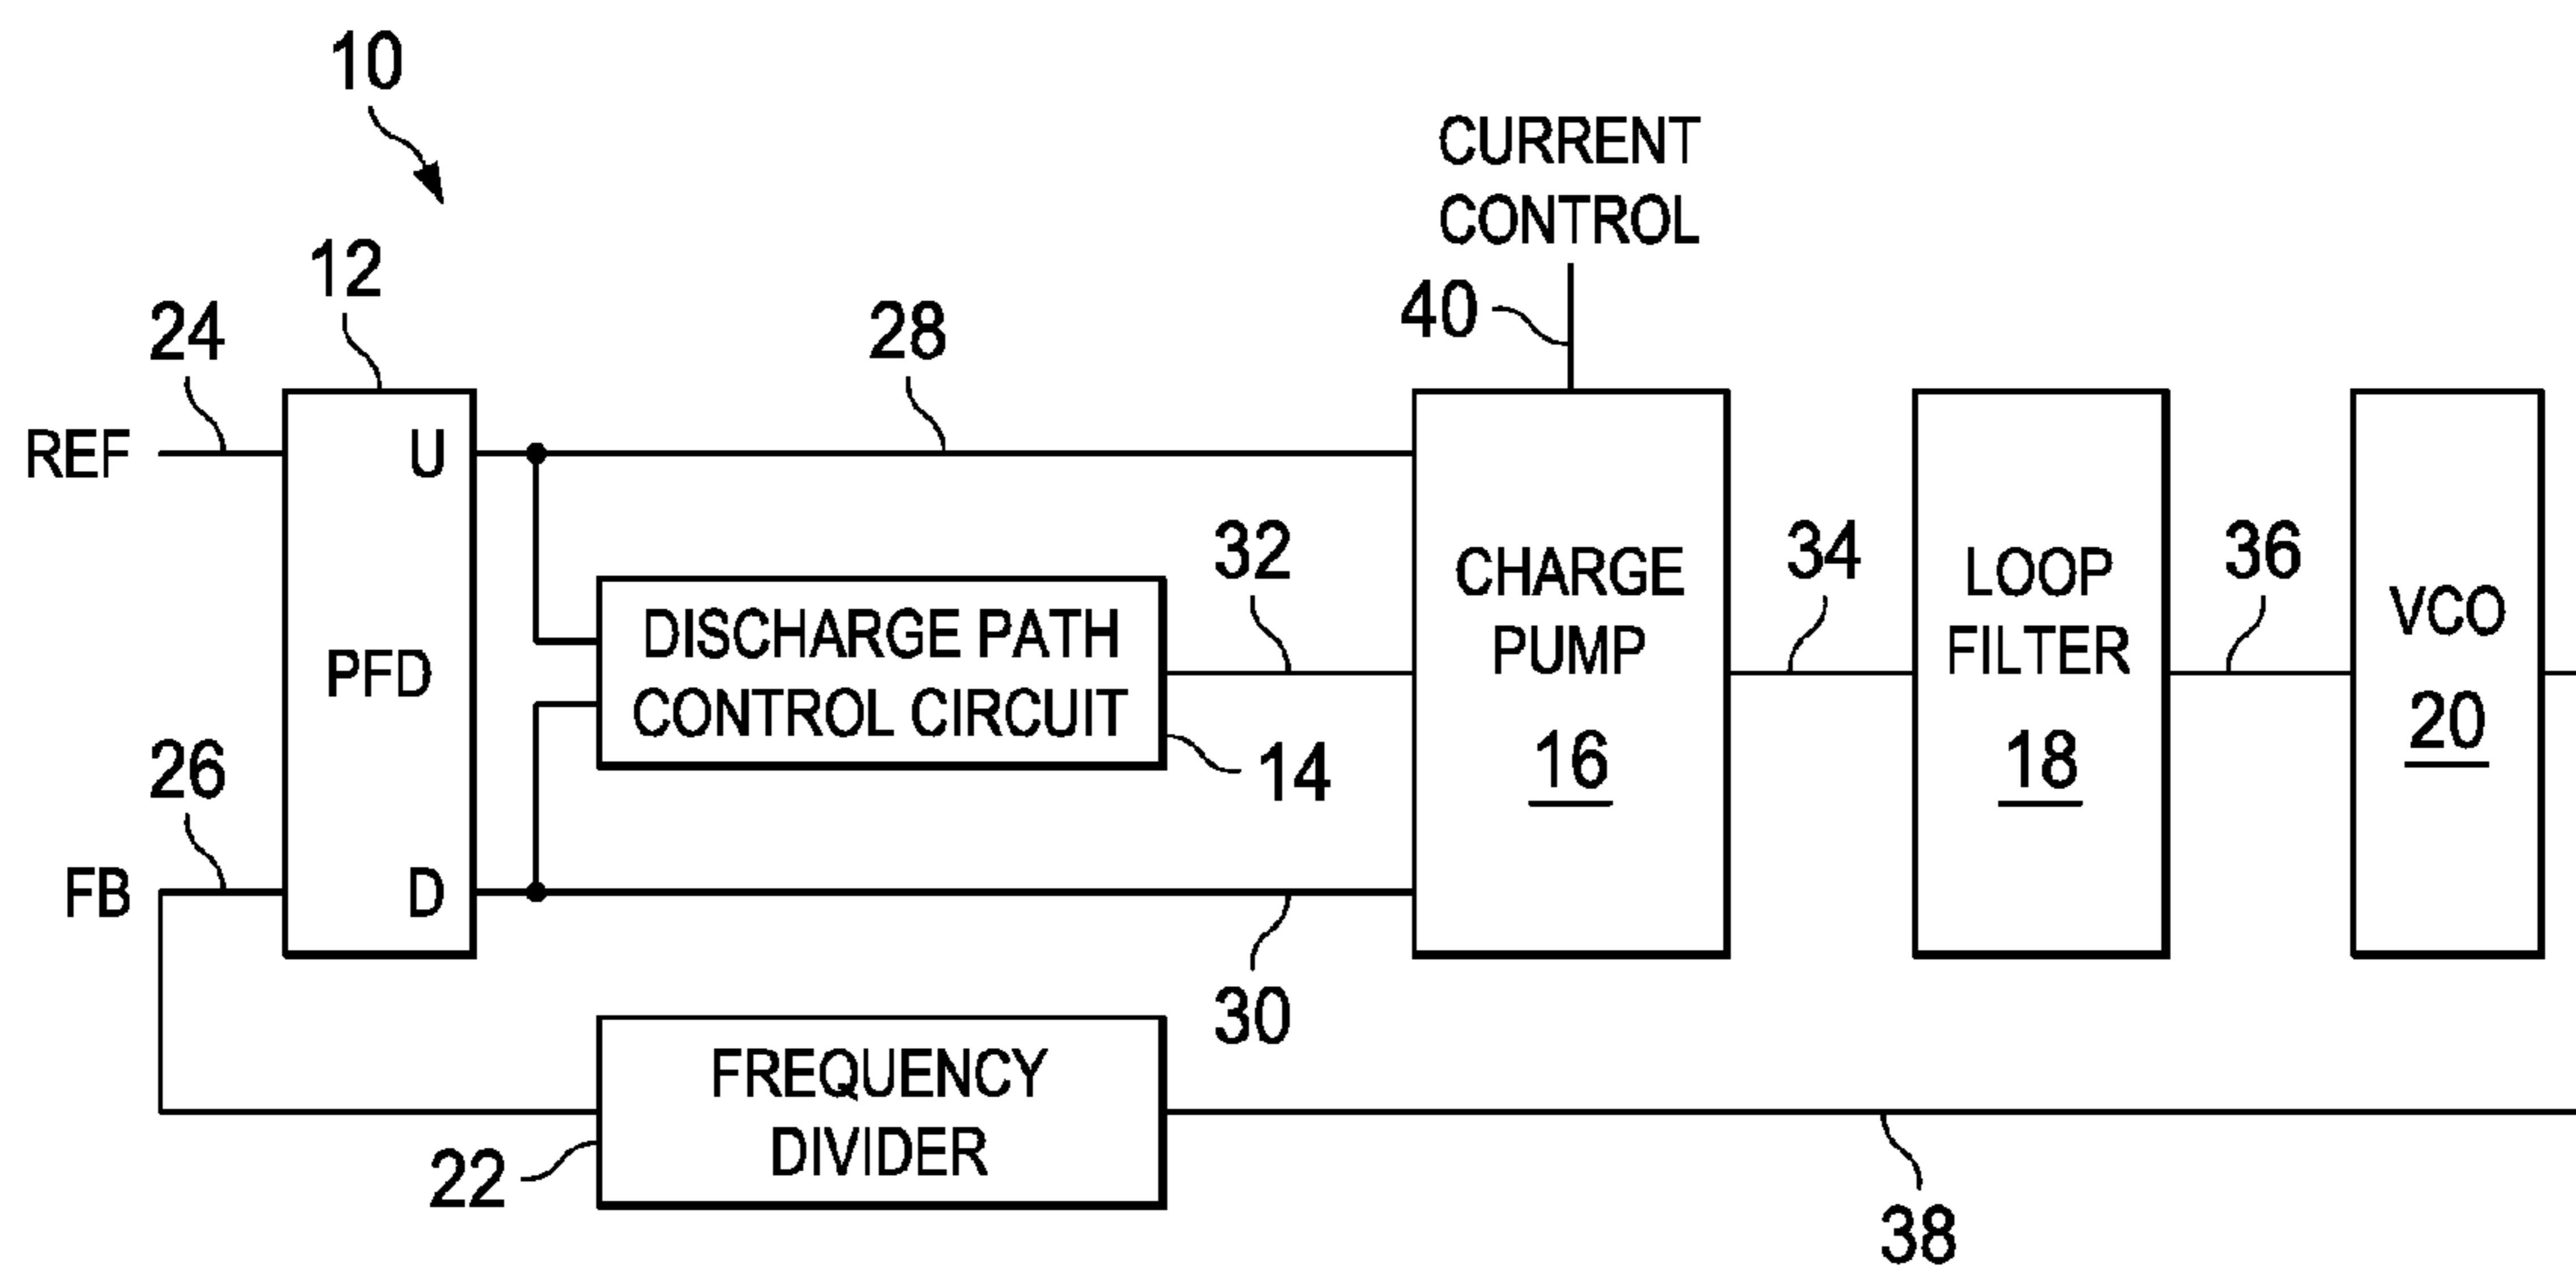 10
CURRENT
CONTROL
12
24
28
40
REF
U
32
CHARGE
PUMP
16
34
LOOP
FILTER
18
36
VCO
20
PFD
DISCHARGE PATH
CONTROL CIRCUIT
14
26
FB
D
30
FREQUENCY
DIVIDER
22
38